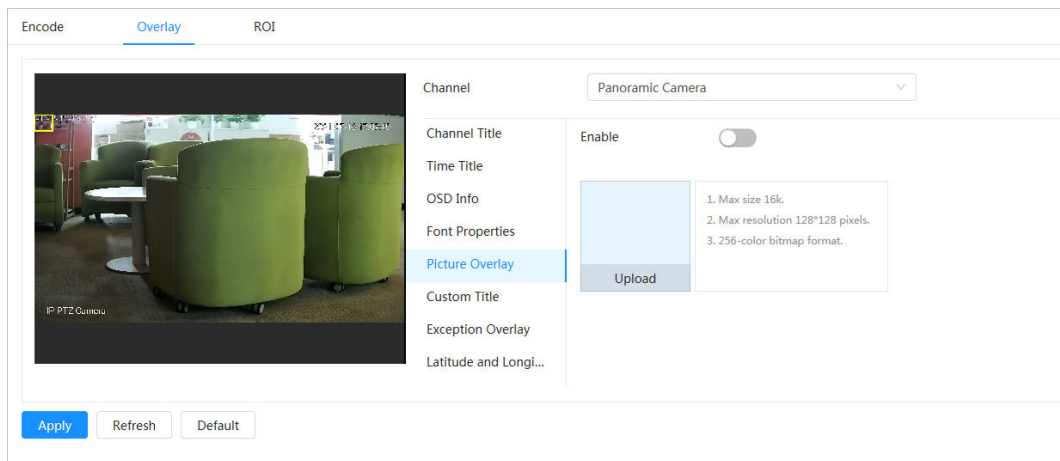 Encode Overlay ROI
Channel Panoramic Camera
Channel Title
Enable
Time Title
OSD Info
Font Properties
Picture Overlay
Custom Title
Exception Overlay
Latitude and Longi...
1. Max size 16k.
2. Max resolution 128*128 pixels.
3. 256-color bitmap format.
Upload
IP PTZ Camera
Apply Refresh Default